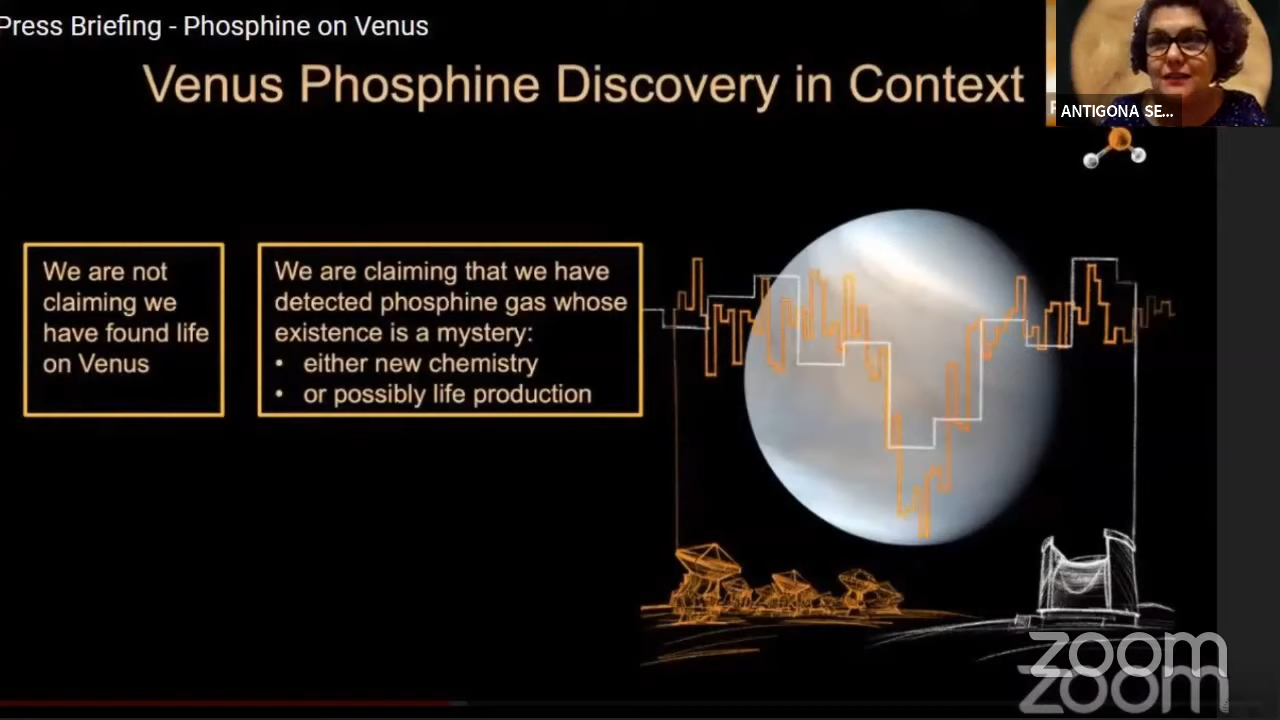 Press Briefing - Phosphine on Venus
Venus Phosphine Discovery in Context
ANTIGONA SE...
We are not
claiming we
have found life
on Venus
We are claiming that we have
detected phosphine gas whose
existence is a mystery:
• either new chemistry
• or possibly life production
zoom
zoom